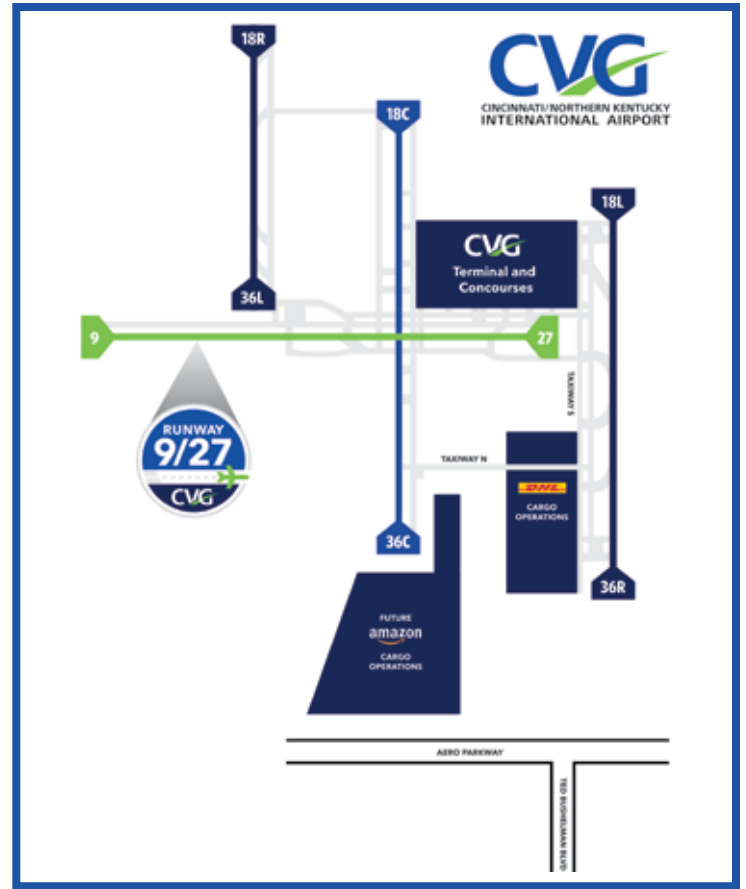 18R
CVG
CINCINNATI/NORTHERN KENTUCKY
INTERNATIONAL AIRPORT
18C
18L
CVG
Terminal and
Concourses
36L
9
27
TAXIWAY S
RUNWAY
9/27
CVG
TAXIWAY N
DHL
CARGO
OPERATIONS
36C
36R
FUTURE
amazon
CARGO
OPERATIONS
AERO PARKWAY
TED BUSHELMAN BLVD